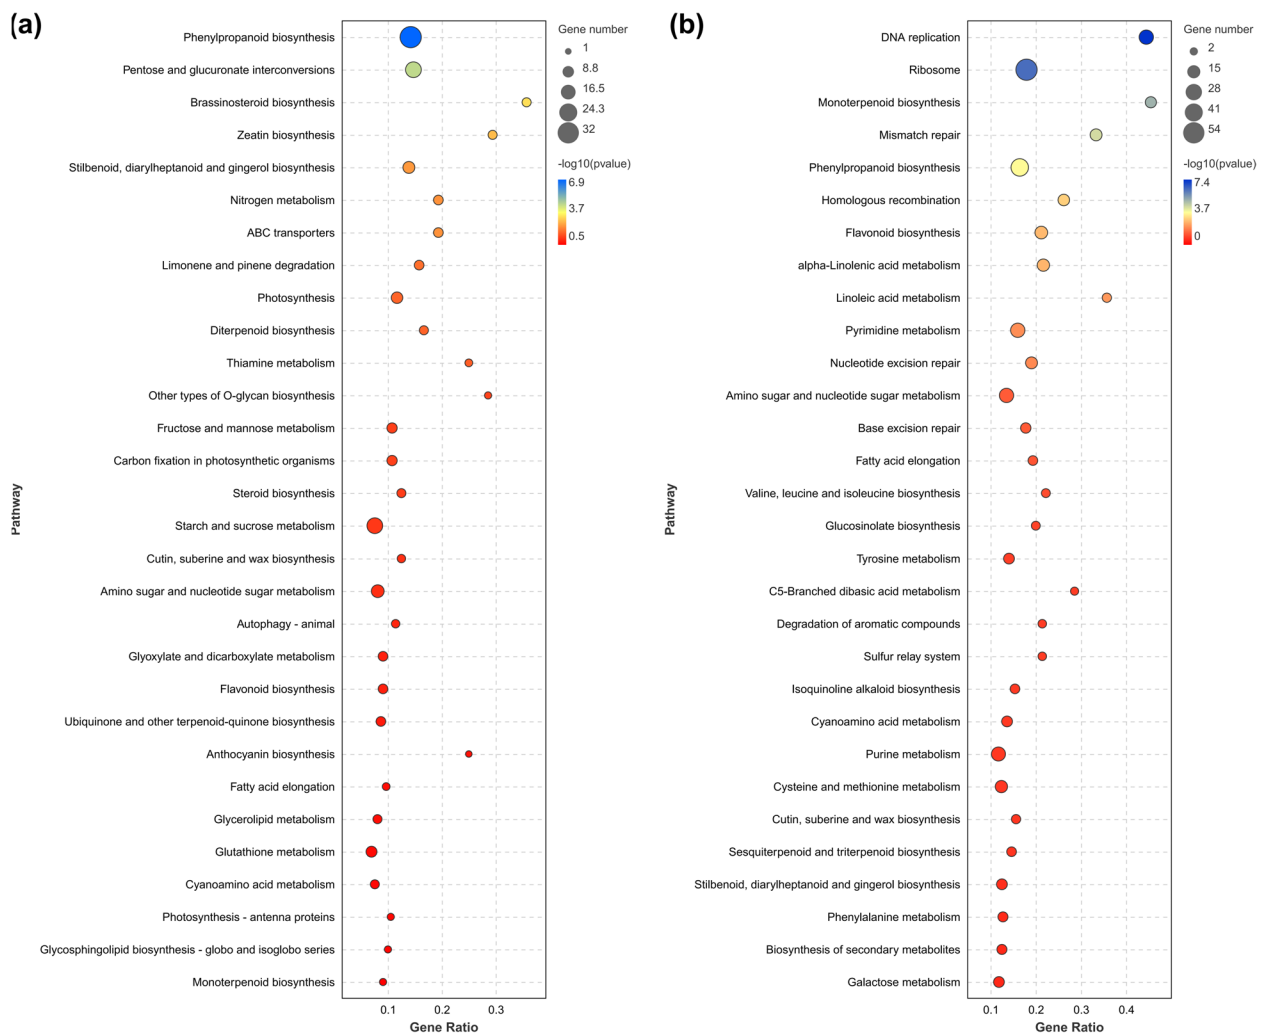 (a)
Phenylpropanoid biosynthesis
Pentose and glucuronate interconversions
Brassinosteroid biosynthesis
Zeatin biosynthesis
Stilbenoid, diarylheptanoid and gingerol biosynthesis
Nitrogen metabolism
ABC transporters
Limonene and pinene degradation
Photosynthesis
Diterpenoid biosynthesis
Thiamine metabolism
Other types of O-glycan biosynthesis
Fructose and mannose metabolism
Carbon fixation in photosynthetic organisms
Steroid biosynthesis
Starch and sucrose metabolism
Cutin, suberine and wax biosynthesis
Amino sugar and nucleotide sugar metabolism
Autophagy - animal
Glyoxylate and dicarboxylate metabolism
Flavonoid biosynthesis
Ubiquinone and other terpenoid-quinone biosynthesis
Anthocyanin biosynthesis
Fatty acid elongation
Glycerolipid metabolism
Glutathione metabolism
Cyanoamino acid metabolism
Photosynthesis - antenna proteins
Glycosphingolipid biosynthesis - globo and isoglobo series
Monoterpenoid biosynthesis
Pathway
0.1 0.2 0.3
Gene Ratio
Gene number
1
8.8
16.5
24.3
32
-log10(pvalue)
6.9
3.7
0.5
(b)
DNA replication
Ribosome
Monoterpenoid biosynthesis
Mismatch repair
Phenylpropanoid biosynthesis
Homologous recombination
Flavonoid biosynthesis
alpha-Linolenic acid metabolism
Linoleic acid metabolism
Pyrimidine metabolism
Nucleotide excision repair
Amino sugar and nucleotide sugar metabolism
Base excision repair
Fatty acid elongation
Valine, leucine and isoleucine biosynthesis
Glucosinolate biosynthesis
Tyrosine metabolism
C5-Branched dibasic acid metabolism
Degradation of aromatic compounds
Sulfur relay system
Isoquinoline alkaloid biosynthesis
Cyanoamino acid metabolism
Purine metabolism
Cysteine and methionine metabolism
Cutin, suberine and wax biosynthesis
Sesquiterpenoid and triterpenoid biosynthesis
Stilbenoid, diarylheptanoid and gingerol biosynthesis
Phenylalanine metabolism
Biosynthesis of secondary metabolites
Galactose metabolism
Pathway
0.1 0.2 0.3 0.4
Gene Ratio
Gene number
2
15
28
41
54
-log10(pvalue)
7.4
3.7
0